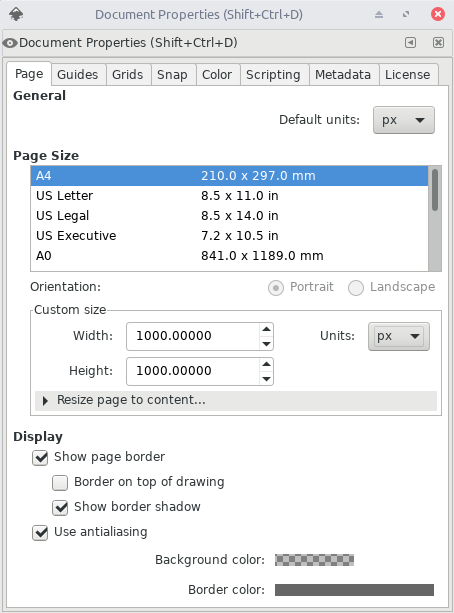 Document Properties (Shift+Ctrl+D)
Document Properties (Shift+Ctrl+D)
Page Guides Grids Snap Color Scripting Metadata License
General
Default units: px
Page Size
A4 210.0 x 297.0 mm
US Letter 8.5 x 11.0 in
US Legal 8.5 x 14.0 in
US Executive 7.2 x 10.5 in
A0 841.0 x 1189.0 mm
Orientation: Portrait Landscape
Custom size
Width: 1000.00000 Units: px
Height: 1000.00000
Resize page to content...
Display
Show page border
Border on top of drawing
Show border shadow
Use antialiasing
Background color:
Border color: